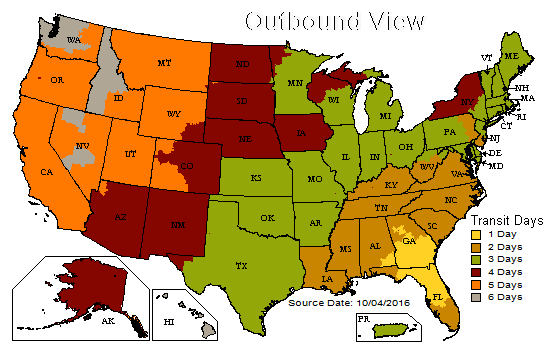 Outbound View
WA
MT
ND
MN
VT
ME
OR
ID
WY
SD
WI
MI
NY
NH
MA
RI
CT
NV
UT
CO
NE
IA
IL
IN
OH
PA
NJ
DE
MD
CA
KS
MO
KY
WV
VA
AZ
NM
OK
AR
TN
NC
SC
TX
LA
MS
AL
GA
FL
Transit Days
1 Day
2 Days
3 Days
4 Days
5 Days
6 Days
Source Date: 10/04/2016
AK
HI
PR